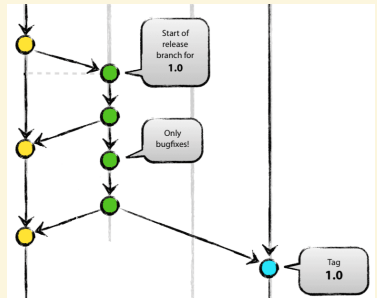 Start of
release
branch for
1.0
Only
bugfixes!
Tag
1.0